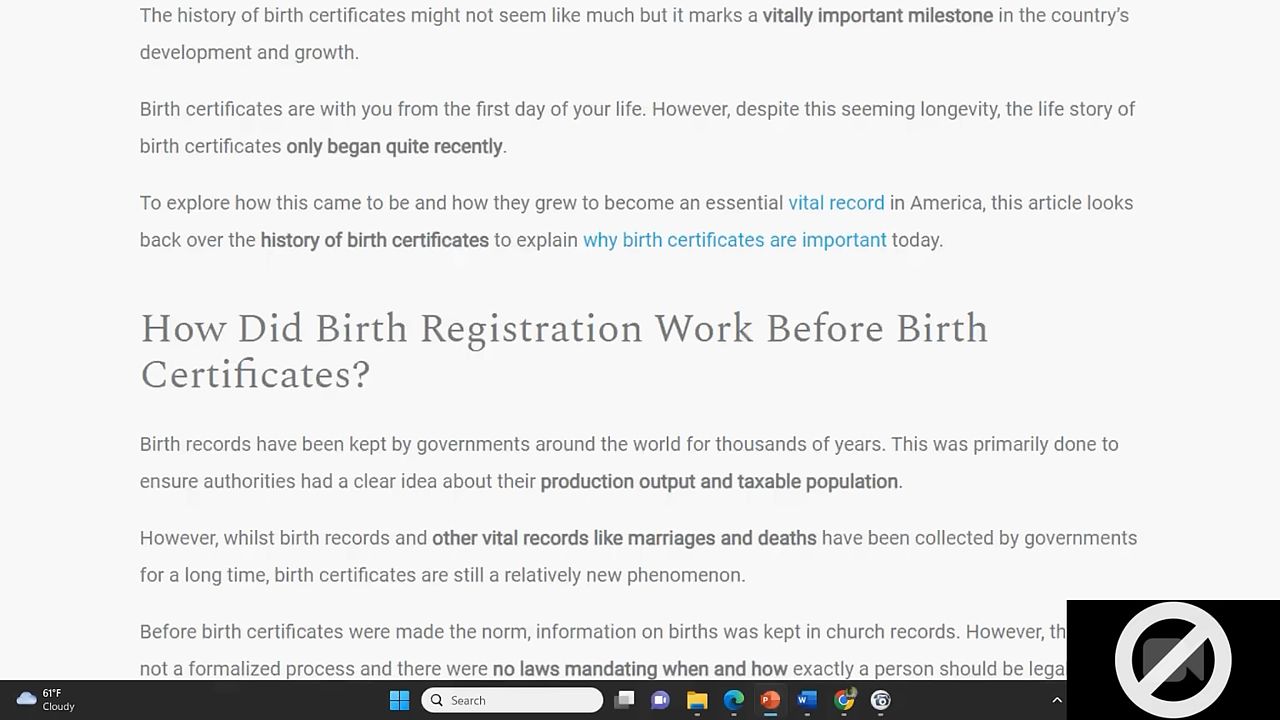 The history of birth certificates might not seem like much but it marks a vitally important milestone in the country’s
development and growth.
Birth certificates are with you from the first day of your life. However, despite this seeming longevity, the life story of
birth certificates only began quite recently.
To explore how this came to be and how they grew to become an essential vital record in America, this article looks
back over the history of birth certificates to explain why birth certificates are important today.
How Did Birth Registration Work Before Birth
Certificates?
Birth records have been kept by governments around the world for thousands of years. This was primarily done to
ensure authorities had a clear idea about their production output and taxable population.
However, whilst birth records and other vital records like marriages and deaths have been collected by governments
for a long time, birth certificates are still a relatively new phenomenon.
Before birth certificates were made the norm, information on births was kept in church records. However, th
not a formalized process and there were no laws mandating when and how exactly a person should be lega
61°F
Cloudy
Search